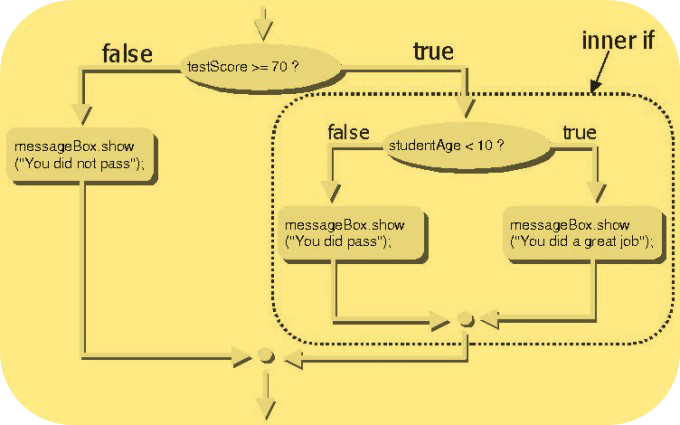 false
testScore >= 70 ?
true
inner if
messageBox.show
("You did not pass");
false
studentAge < 10 ?
true
messageBox.show
("You did pass");
messageBox.show
("You did a great job");